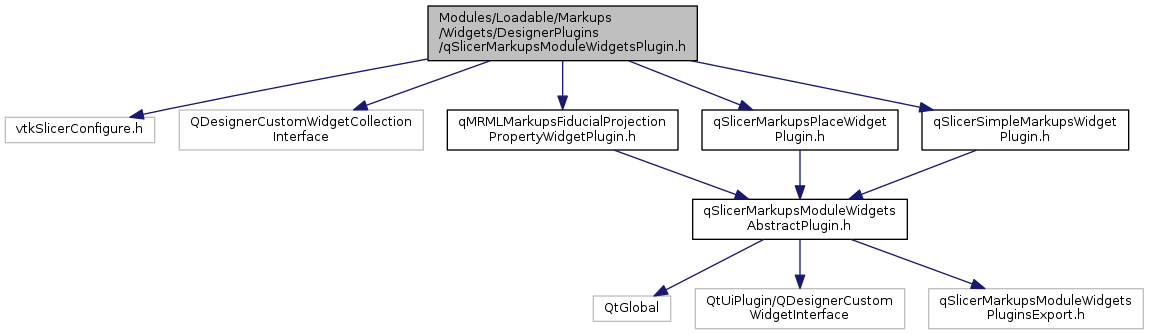 Modules/Loadable/Markups
/Widgets/DesignerPlugins
/qSlicerMarkupsModuleWidgetsPlugin.h
vtkSlicerConfigure.h
QDesignerCustomWidgetCollection
Interface
qMRMLMarkupsFiducialProjection
PropertyWidgetPlugin.h
qSlicerMarkupsPlaceWidget
Plugin.h
qSlicerSimpleMarkupsWidget
Plugin.h
qSlicerMarkupsModuleWidgets
AbstractPlugin.h
QtGlobal
QtUiPlugin/QDesignerCustom
WidgetInterface
qSlicerMarkupsModuleWidgets
PluginsExport.h